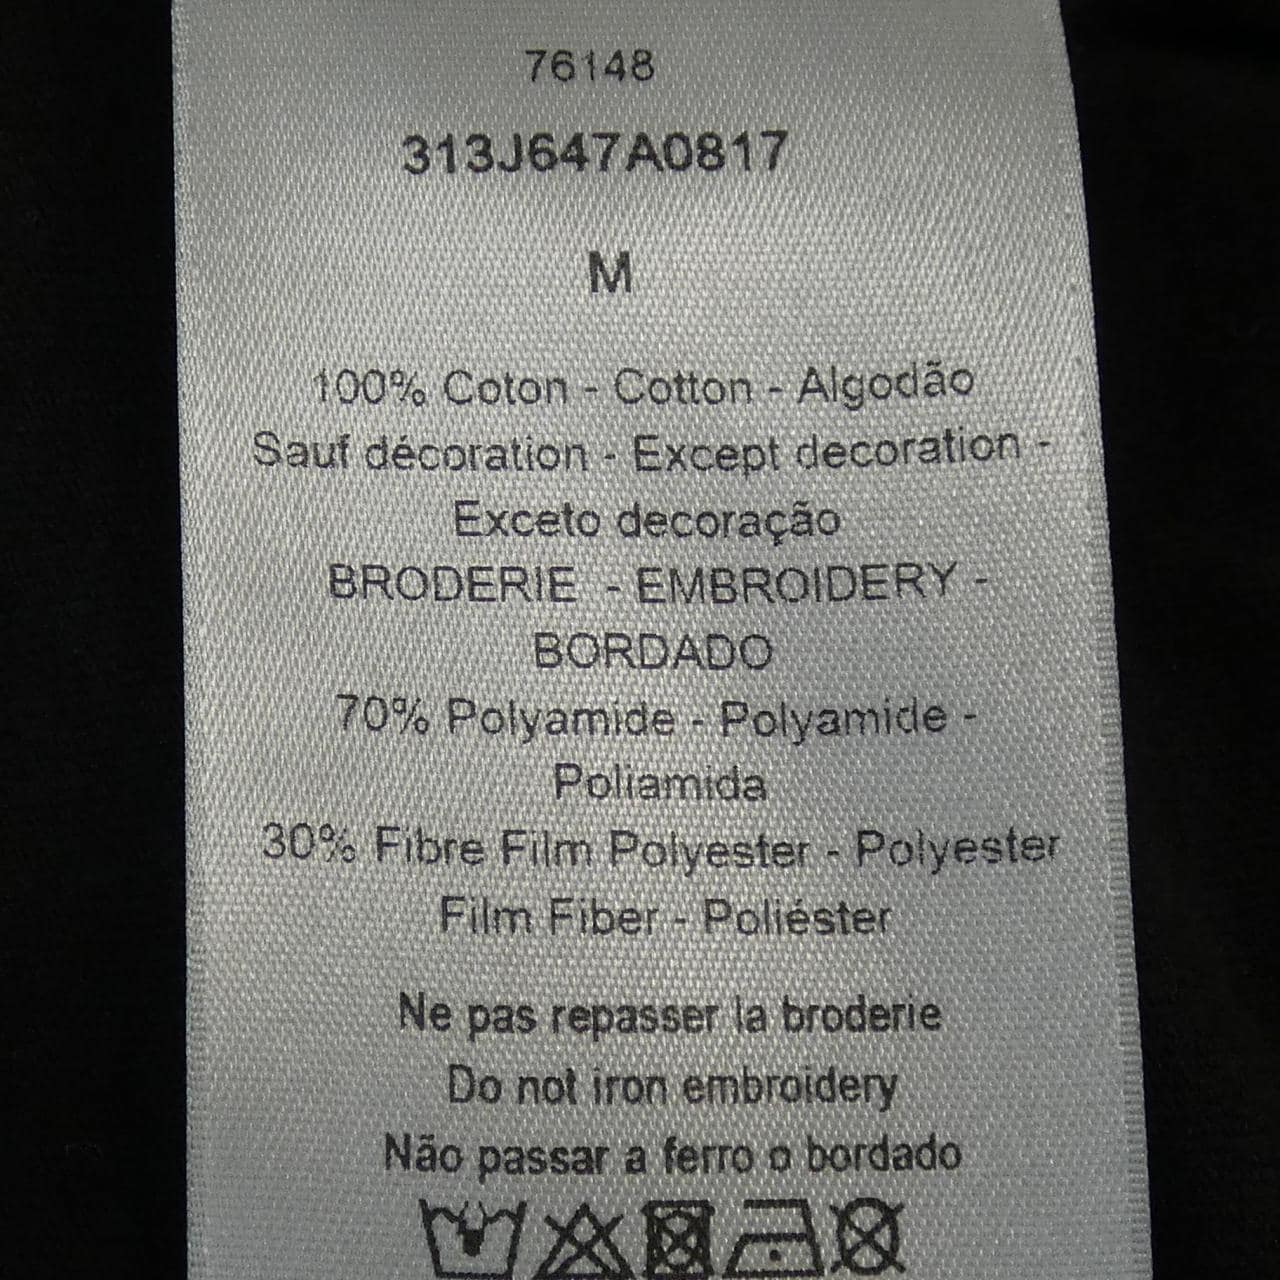 76148
313J647A0817
M
100% Coton - Cotton - Algodão
Sauf décoration - Except decoration -
Exceto decoração
BRODERIE - EMBROIDERY -
BORDADO
70% Polyamide - Polyamide -
Poliamida
30% Fibre Film Polyester - Polyester
Film Fiber - Poliéster
Ne pas repasser la broderie
Do not iron embroidery
Não passar a ferro o bordado